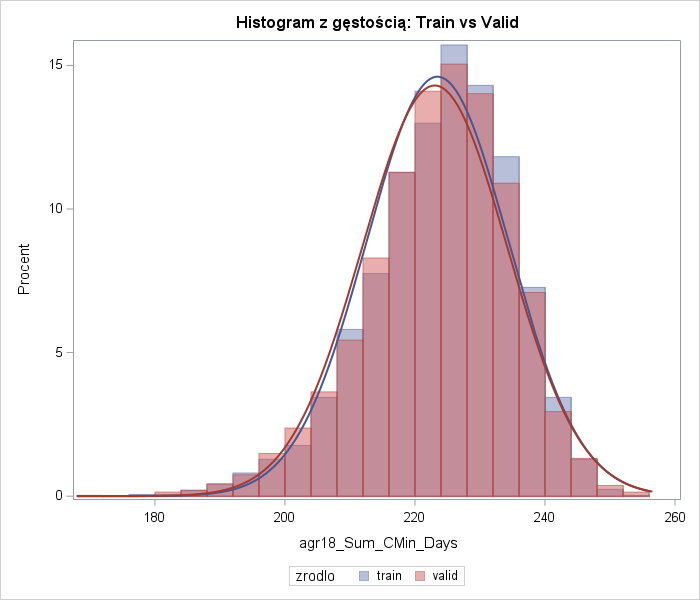 Histogram z gęstością: Train vs Valid
Procent
15
10
5
0
180 200 220 240 260
agr18_Sum_CMin_Days
zrodlo train valid